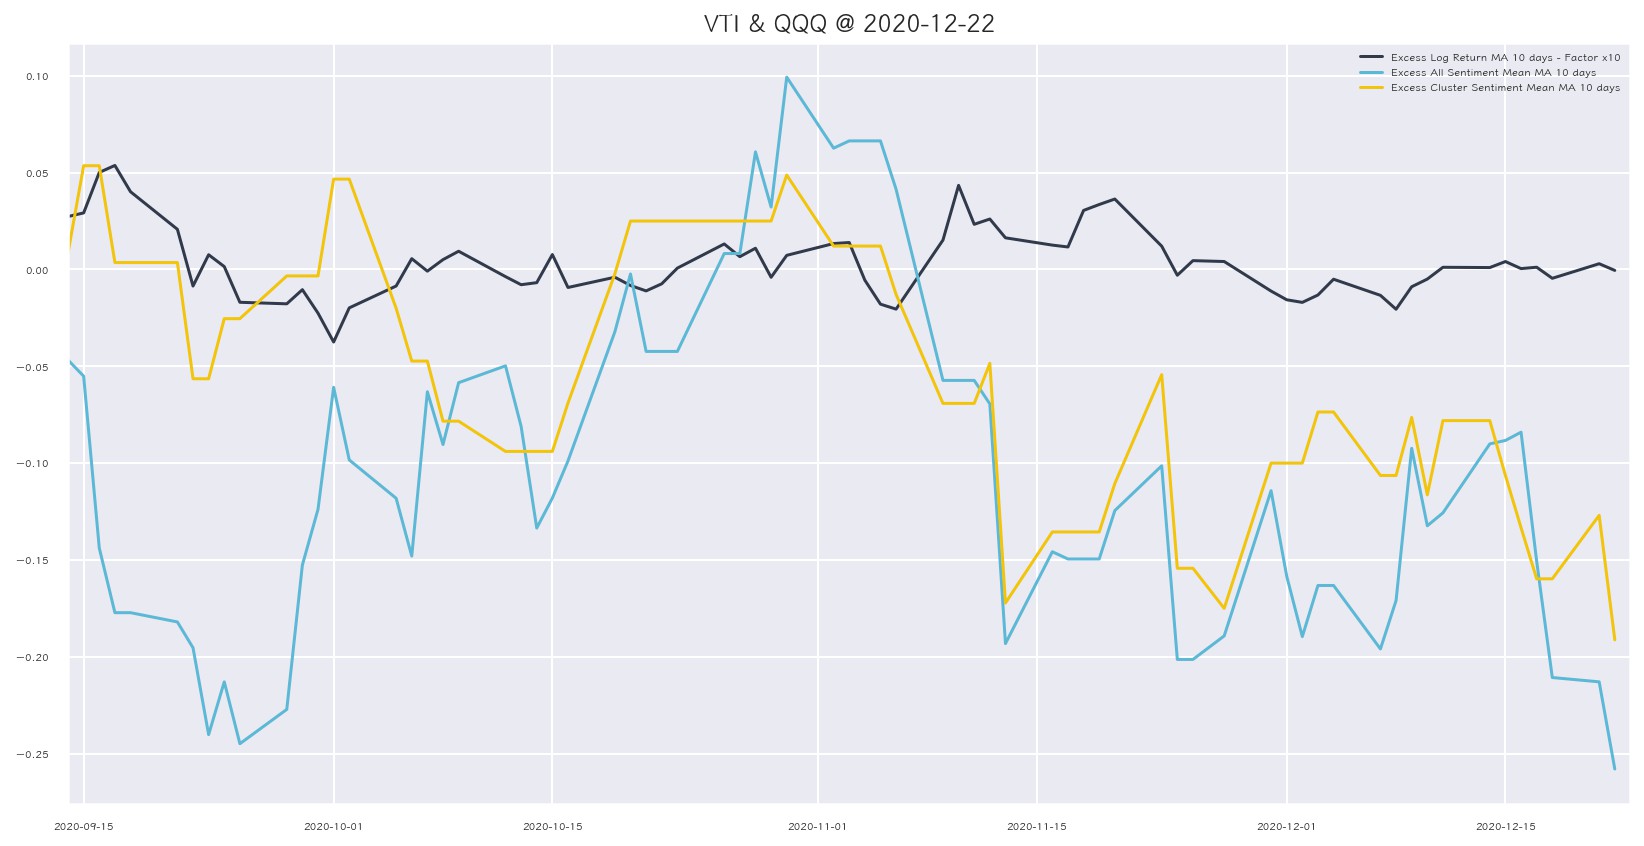 VTI & QQQ @ 2020-12-22
Excess Log Return MA 10 days - Factor x10
Excess All Sentiment Mean MA 10 days
Excess Cluster Sentiment Mean MA 10 days
0.10
0.05
0.00
−0.05
−0.10
−0.15
−0.20
−0.25
2020-09-15 2020-10-01 2020-10-15 2020-11-01 2020-11-15 2020-12-01 2020-12-15